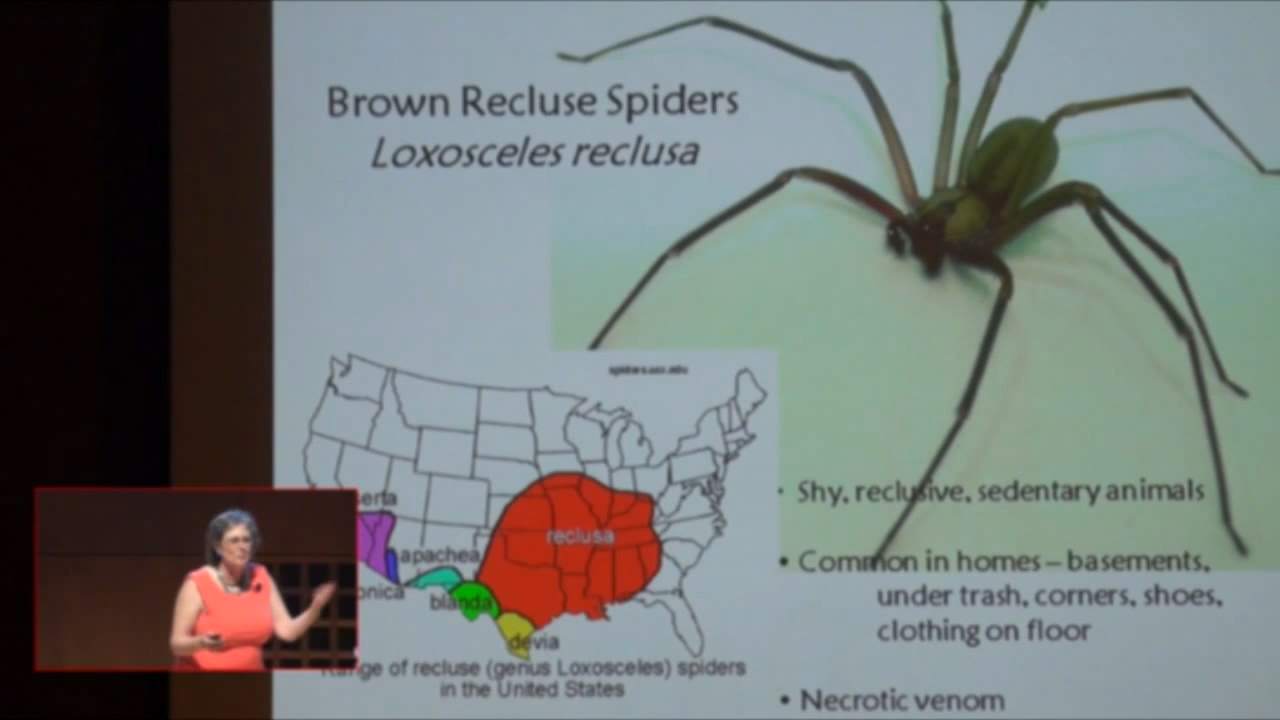 Brown Recluse Spiders
Loxosceles reclusa
spiders.ucr.edu
reclusa
erta
apachea
onica
blanda
devia
Range of recluse (genus Loxosceles) spiders
in the United States
• Shy, reclusive, sedentary animals
• Common in homes – basements,
under trash, corners, shoes,
clothing on floor
• Necrotic venom